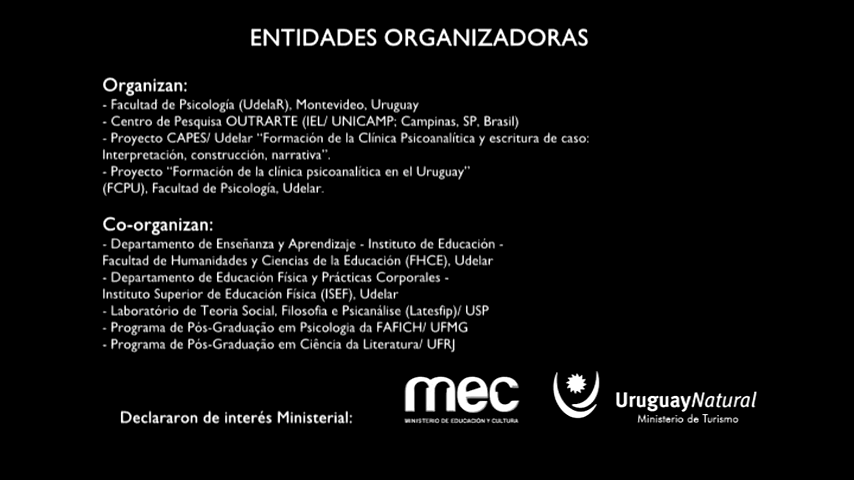 ENTIDADES ORGANIZADORAS
Organizan:
- Facultad de Psicología (UdelaR), Montevideo, Uruguay
- Centro de Pesquisa OUTRARTE (IEL/ UNICAMP; Campinas, SP, Brasil)
- Proyecto CAPES/ Udelar “Formación de la Clínica Psicoanalítica y escritura de caso:
Interpretación, construcción, narrativa”.
- Proyecto “Formación de la clínica psicoanalítica en el Uruguay”
(FCPU), Facultad de Psicología, Udelar.
Co-organizan:
- Departamento de Enseñanza y Aprendizaje - Instituto de Educación -
Facultad de Humanidades y Ciencias de la Educación (FHCE), Udelar
- Departamento de Educación Física y Prácticas Corporales -
Instituto Superior de Educación Física (ISEF), Udelar
- Laboratório de Teoria Social, Filosofia e Psicanálise (Latesfip)/ USP
- Programa de Pós-Graduação em Psicologia da FAFICH/ UFMG
- Programa de Pós-Graduação em Ciência da Literatura/ UFRJ
Declararon de interés Ministerial:
mec
MINISTERIO DE EDUCACIÓN Y CULTURA
UruguayNatural
Ministerio de Turismo